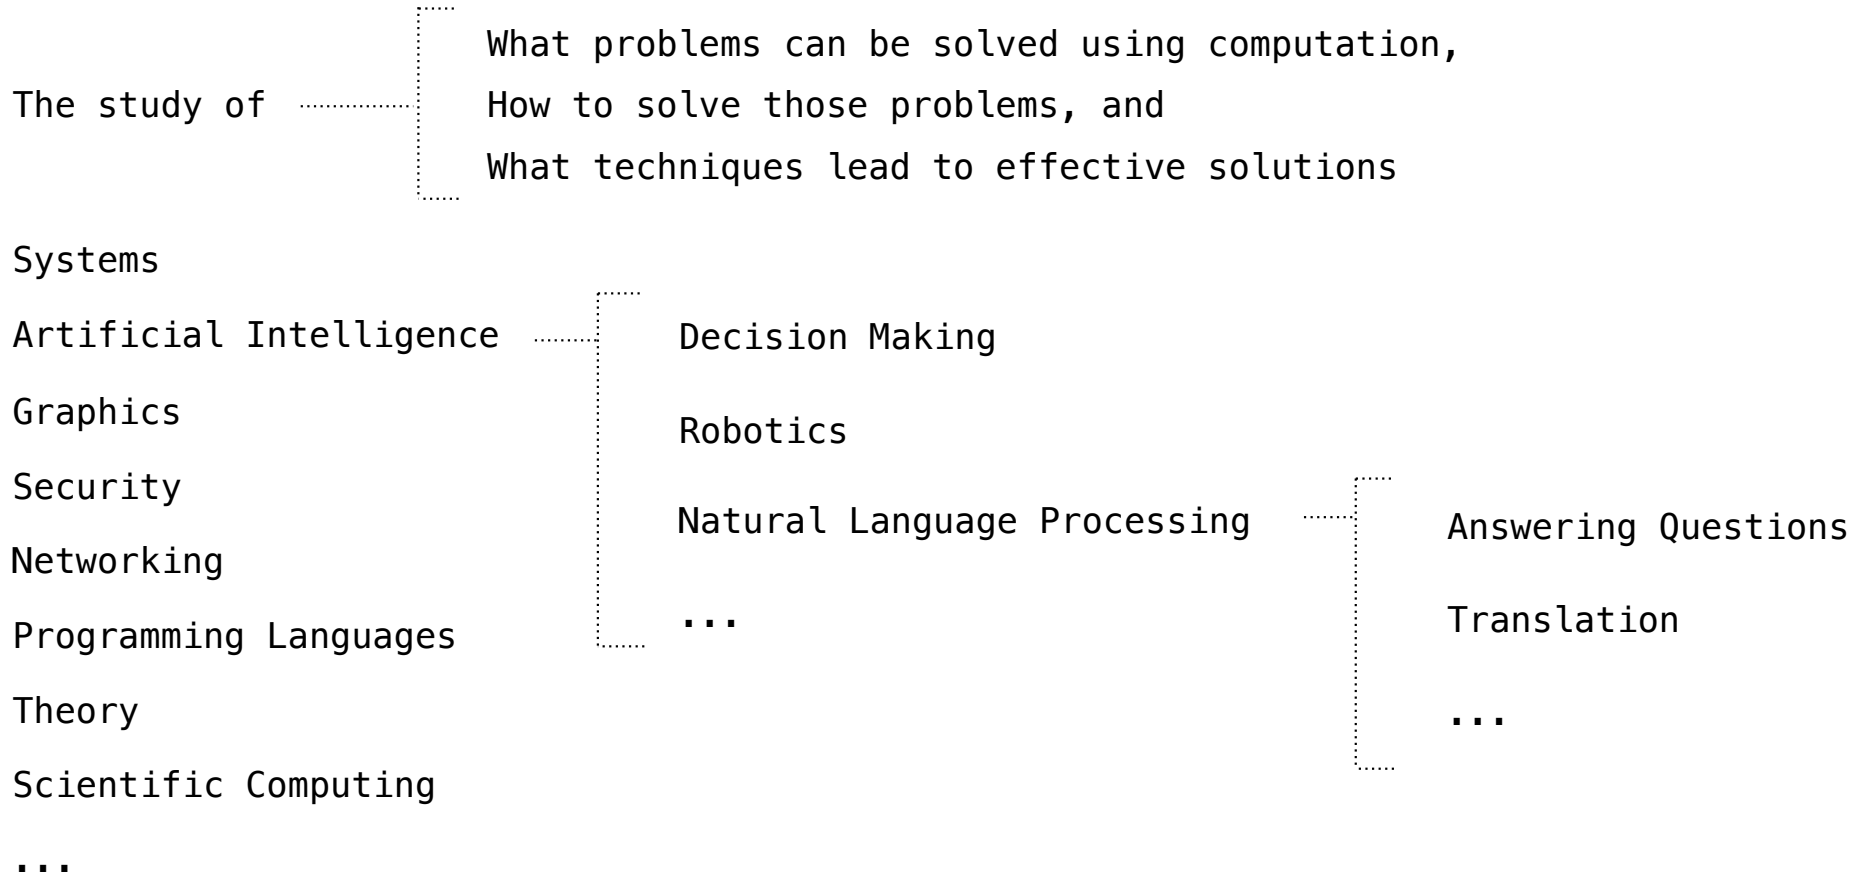 The study of
What problems can be solved using computation,
How to solve those problems, and
What techniques lead to effective solutions
Systems
Artificial Intelligence
Graphics
Security
Networking
Programming Languages
Theory
Scientific Computing
...
Decision Making
Robotics
Natural Language Processing
...
Answering Questions
Translation
...